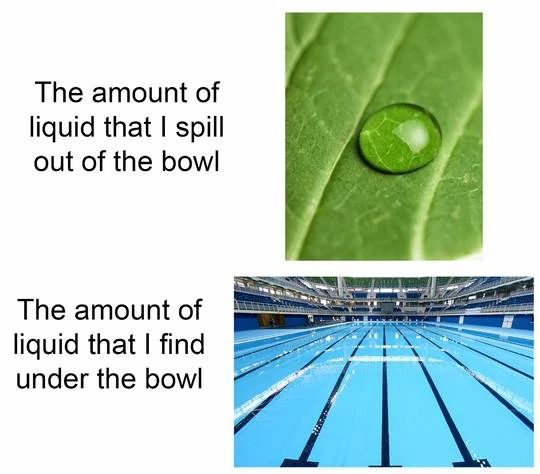 The amount of
liquid that I spill
out of the bowl
The amount of
liquid that I find
under the bowl